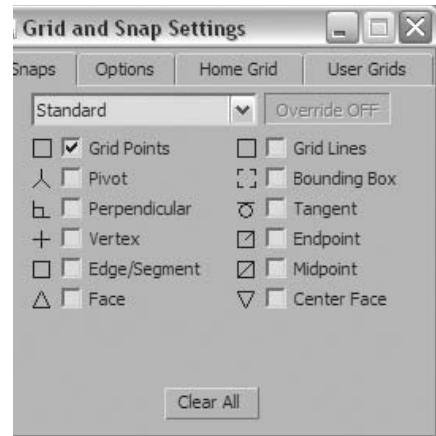 Grid and Snap Settings
Snaps Options Home Grid User Grids
Standard Override OFF
Grid Points Grid Lines
Pivot Bounding Box
Perpendicular Tangent
Vertex Endpoint
Edge/Segment Midpoint
Face Center Face
Clear All